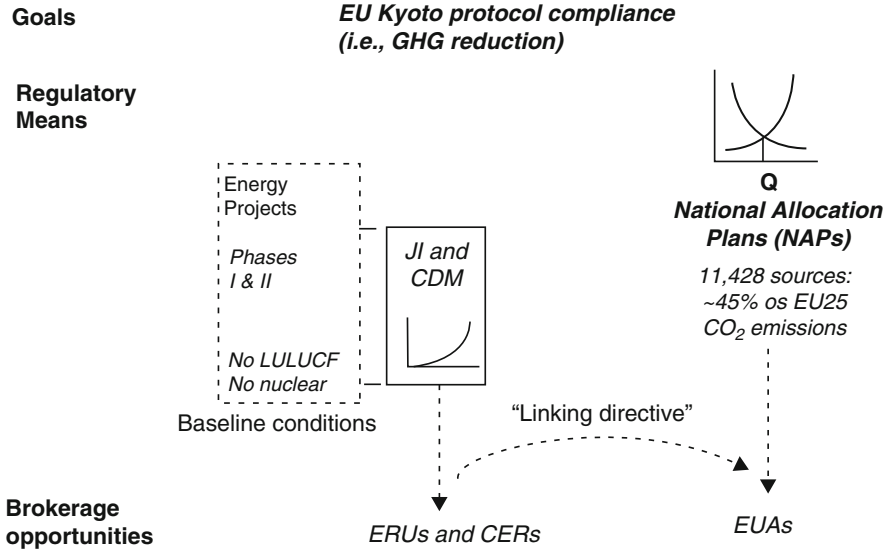 Goals
EU Kyoto protocol compliance
(i.e., GHG reduction)
Regulatory
Means
Q
National Allocation
Plans (NAPs)
11,428 sources:
~45% os EU25
CO₂ emissions
Energy
Projects
Phases
I & II
No LULUCF
No nuclear
Baseline conditions
JI and
CDM
“Linking directive”
Brokerage
opportunities
ERUs and CERs
EUAs